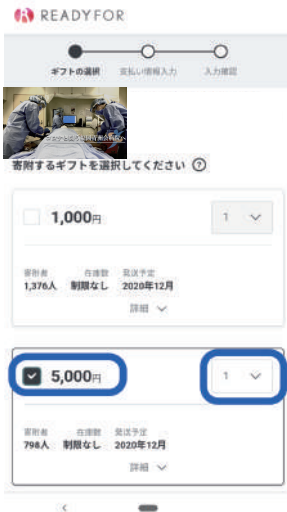 READYFOR
ギフトの選択 支払い情報入力 入力確認
寄附するギフトを選択してください ?
1,000円 1
寄附者 在庫数 発送予定
1,376人 制限なし 2020年12月
詳細
5,000円 1
寄附者 在庫数 発送予定
798人 制限なし 2020年12月
詳細